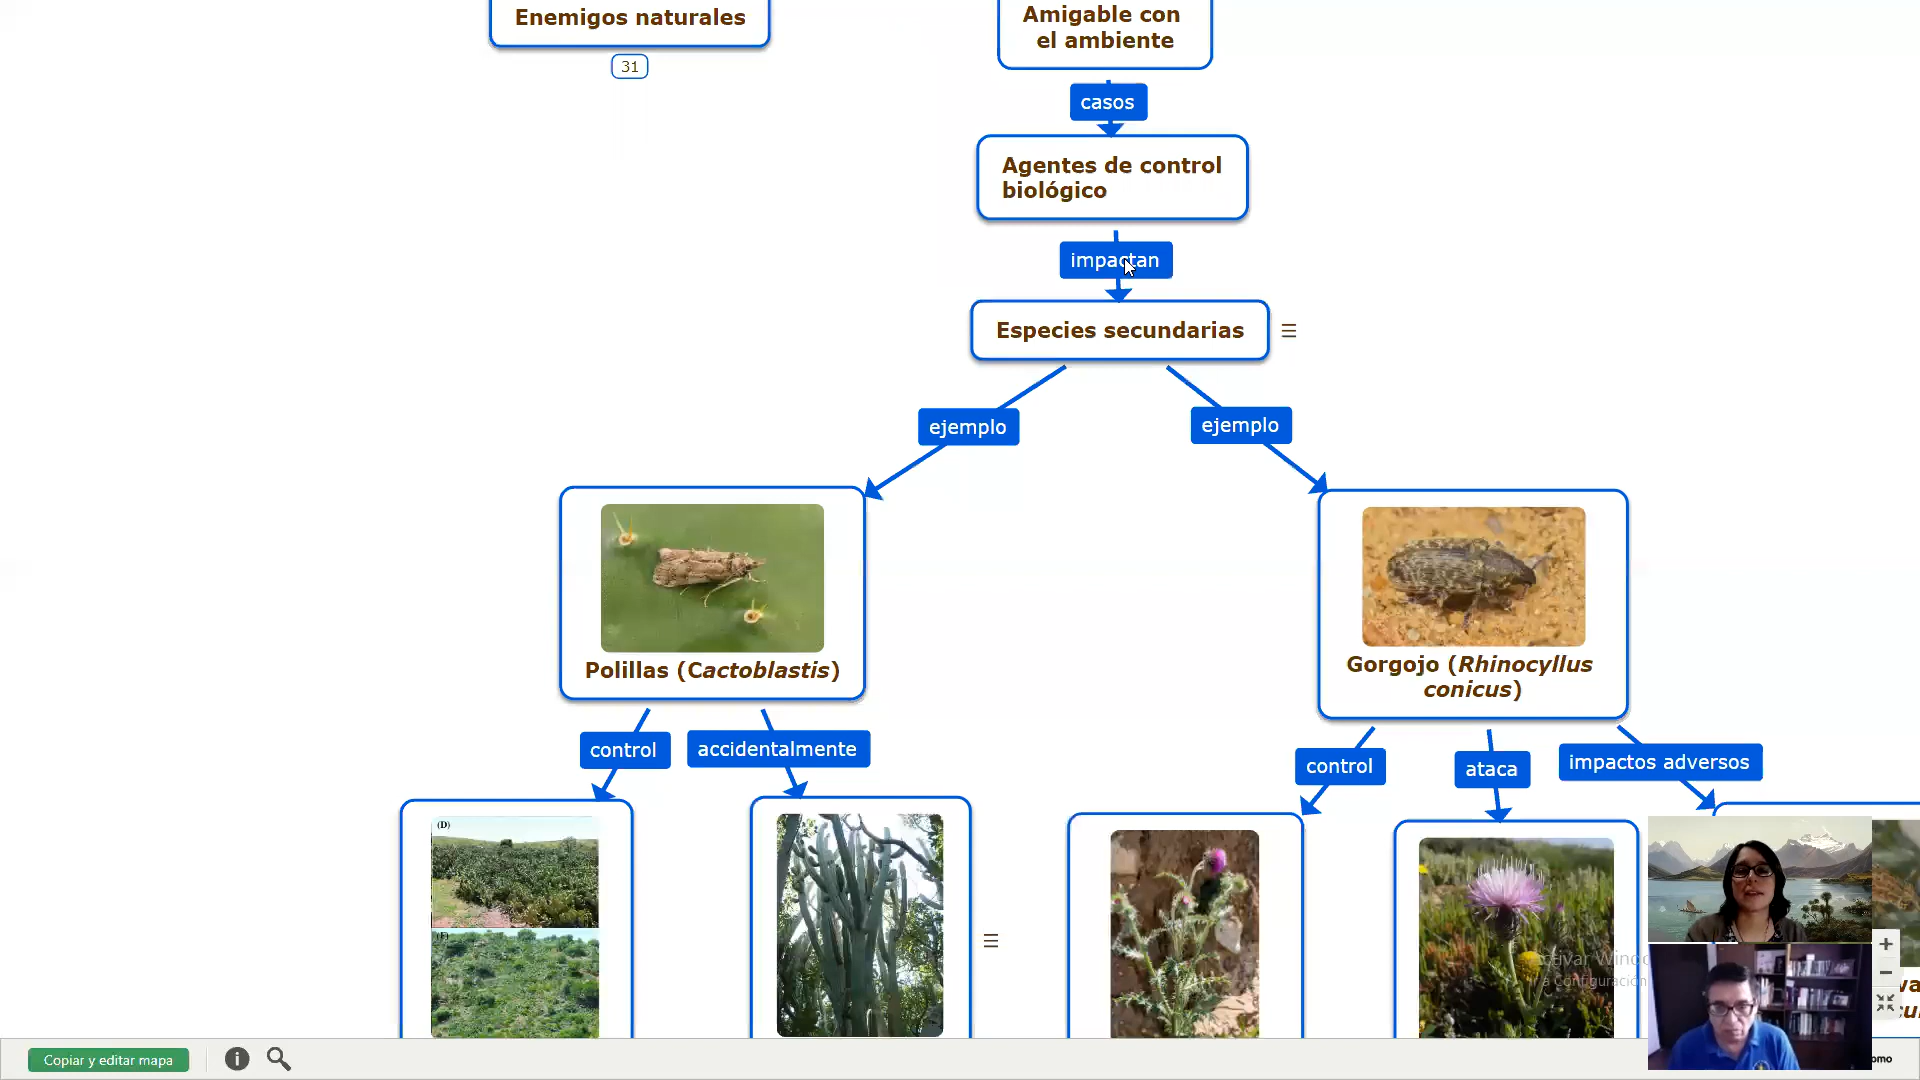 Enemigos naturales
31
Amigable con
el ambiente
casos
Agentes de control
biológico
impactan
Especies secundarias
ejemplo
ejemplo
Polillas (Cactoblastis)
Gorgojo (Rhinocyllus
conicus)
control
accidentalmente
control
ataca
impactos adversos
(D)
Copiar y editar mapa